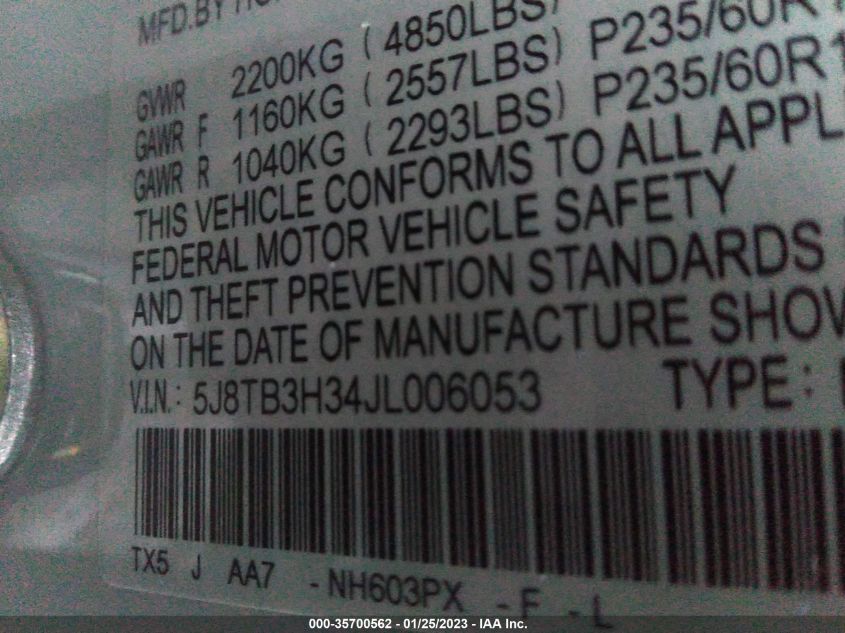 MFD.BY
GVWR 2200KG ( 4850LBS)
GAWR F 1160KG ( 2557LBS) P235/60R
GAWR R 1040KG ( 2293LBS) P235/60R1
THIS VEHICLE CONFORMS TO ALL APPL
FEDERAL MOTOR VEHICLE SAFETY
AND THEFT PREVENTION STANDARDS
ON THE DATE OF MANUFACTURE SHOW
V.I.N.: 5J8TB3H34JL006053 TYPE:
TX5 J AA7 -NH603PX -F -L
000-35700562 - 01/25/2023 - IAA Inc.